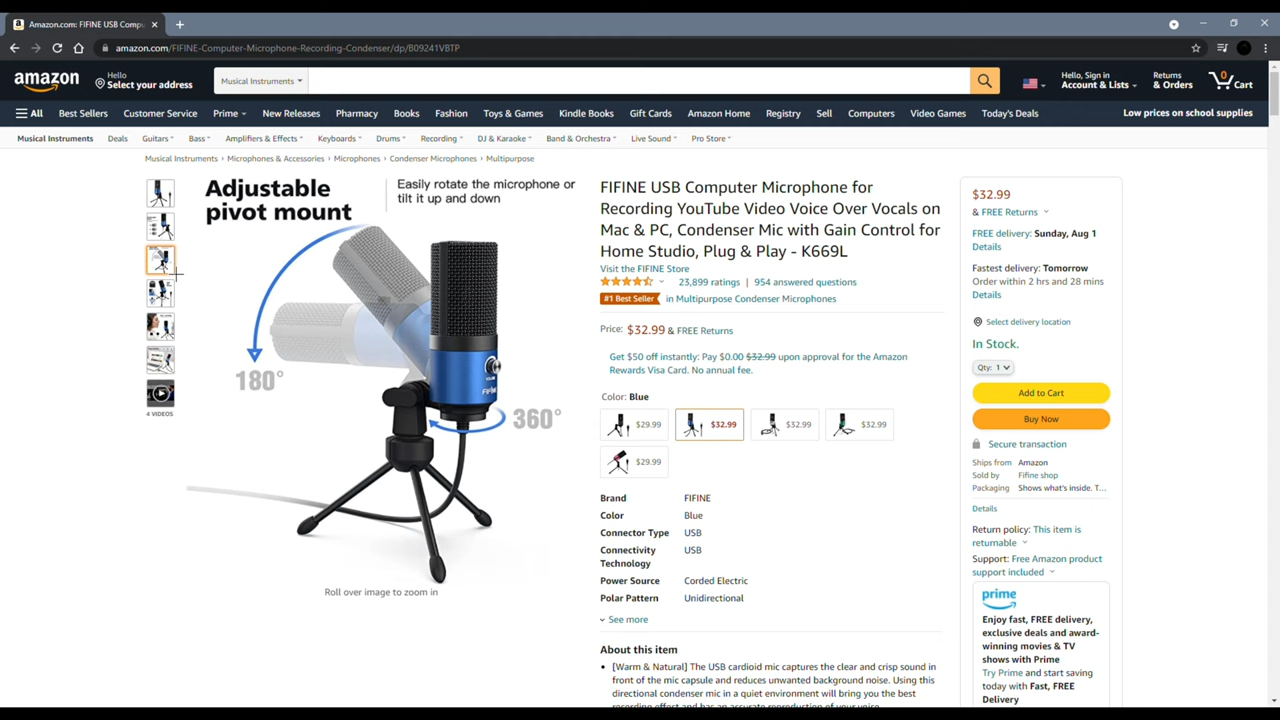 Amazon.com: FIFINE USB Compu
amazon.com/FIFINE-Computer-Microphone-Recording-Condenser/dp/B09241VBTP
amazon
Hello
Select your address
Musical Instruments
Hello, Sign in
Account & Lists
Returns
& Orders
0
Cart
All
Best Sellers
Customer Service
Prime
New Releases
Pharmacy
Books
Fashion
Toys & Games
Kindle Books
Gift Cards
Amazon Home
Registry
Sell
Computers
Video Games
Today's Deals
Low prices on school supplies
Musical Instruments
Deals
Guitars
Bass
Amplifiers & Effects
Keyboards
Drums
Recording
DJ & Karaoke
Band & Orchestra
Live Sound
Pro Store
Musical Instruments › Microphones & Accessories › Microphones › Condenser Microphones › Multipurpose
4 VIDEOS
Adjustable
pivot mount
Easily rotate the microphone or
tilt it up and down
180°
360°
FIFINE
Roll over image to zoom in
FIFINE USB Computer Microphone for
Recording YouTube Video Voice Over Vocals on
Mac & PC, Condenser Mic with Gain Control for
Home Studio, Plug & Play - K669L
Visit the FIFINE Store
23,899 ratings | 954 answered questions
#1 Best Seller in Multipurpose Condenser Microphones
Price: $32.99 & FREE Returns
Get $50 off instantly: Pay $0.00 $32.99 upon approval for the Amazon
Rewards Visa Card. No annual fee.
Color: Blue
$29.99
$32.99
$32.99
$32.99
$29.99
Brand FIFINE
Color Blue
Connector Type USB
Connectivity USB
Technology
Power Source Corded Electric
Polar Pattern Unidirectional
See more
About this item
• [Warm & Natural] The USB cardioid mic captures the clear and crisp sound in
front of the mic capsule and reduces unwanted background noise. Using this
directional condenser mic in a quiet environment will bring you the best
recording effect and has an accurate reproduction of your voice.
$32.99
& FREE Returns
FREE delivery: Sunday, Aug 1
Details
Fastest delivery: Tomorrow
Order within 2 hrs and 28 mins
Details
Select delivery location
In Stock.
Qty: 1
Add to Cart
Buy Now
Secure transaction
Ships from Amazon
Sold by Fifine shop
Packaging Shows what's inside. T...
Details
Return policy: This item is
returnable
Support: Free Amazon product
support included
prime
Enjoy fast, FREE delivery,
exclusive deals and award-
winning movies & TV
shows with Prime
Try Prime and start saving
today with Fast, FREE
Delivery